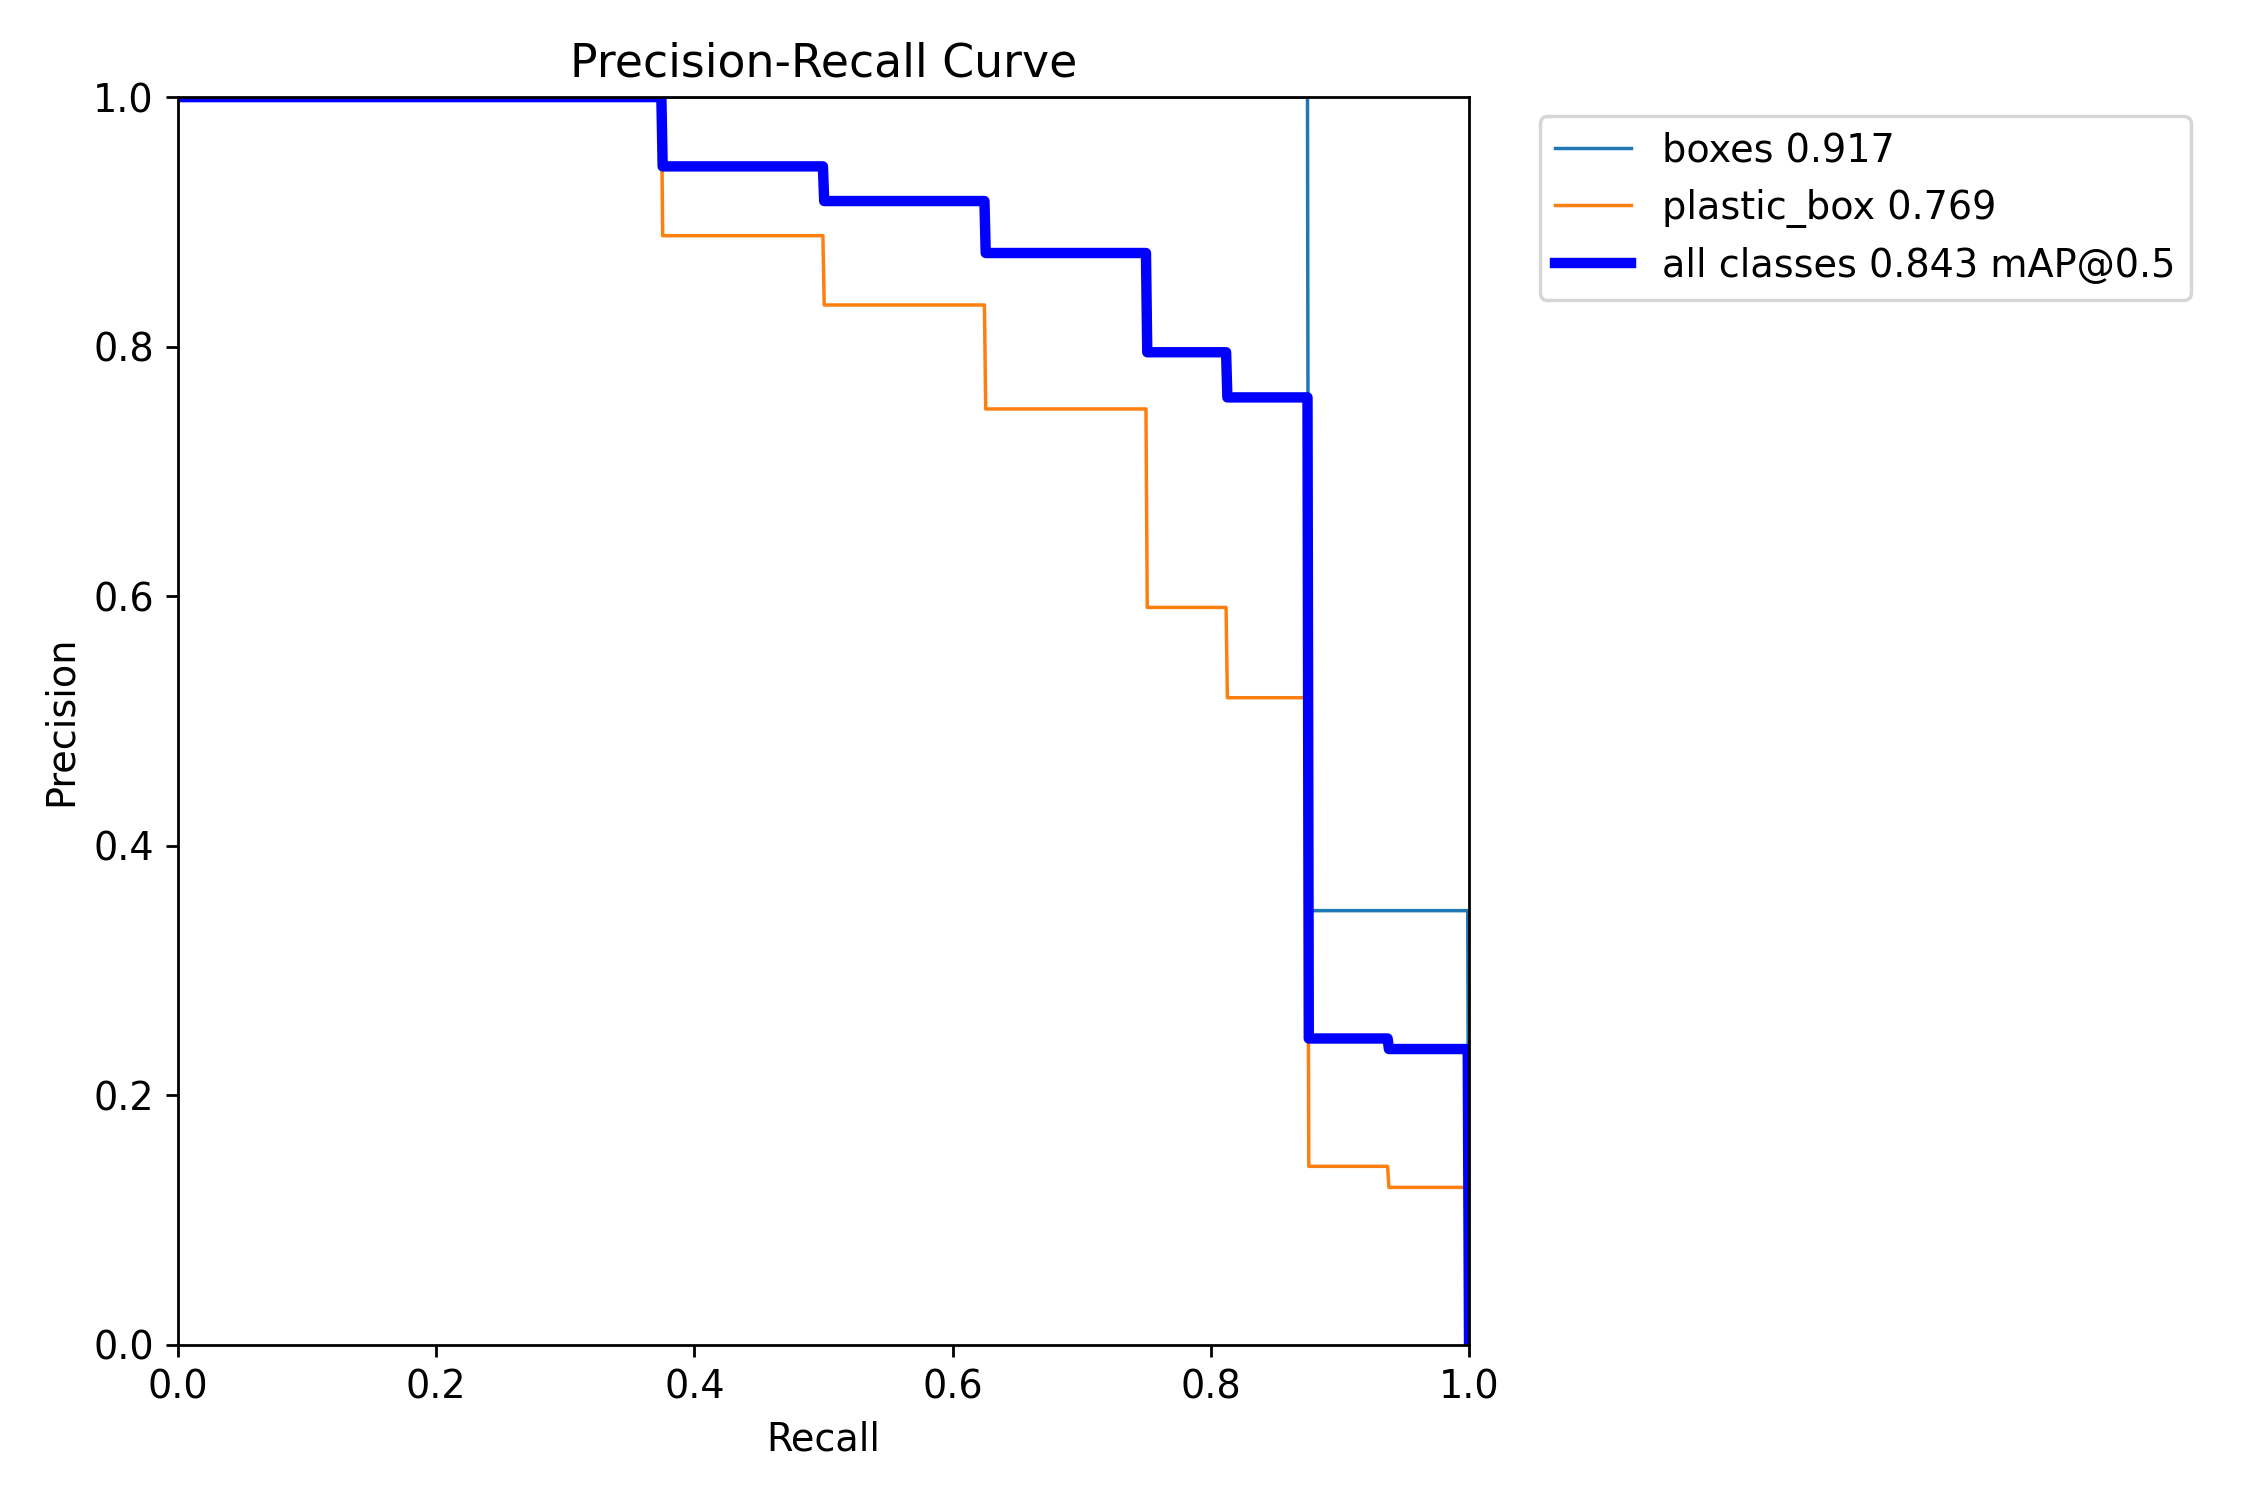 Precision-Recall Curve
1.0
0.8
0.6
0.4
0.2
0.0
Precision
0.0 0.2 0.4 0.6 0.8 1.0
Recall
boxes 0.917
plastic_box 0.769
all classes 0.843 mAP@0.5